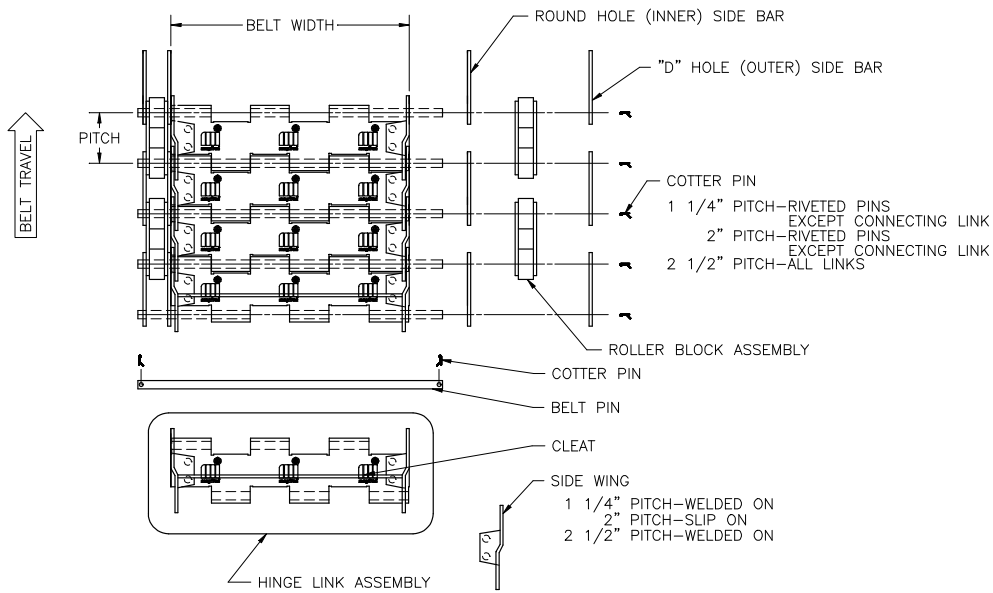 BELT WIDTH
ROUND HOLE (INNER) SIDE BAR
"D" HOLE (OUTER) SIDE BAR
PITCH
BELT TRAVEL
COTTER PIN
1 1/4" PITCH-RIVETED PINS
EXCEPT CONNECTING LINK
2" PITCH-RIVETED PINS
EXCEPT CONNECTING LINK
2 1/2" PITCH-ALL LINKS
ROLLER BLOCK ASSEMBLY
COTTER PIN
BELT PIN
CLEAT
SIDE WING
1 1/4" PITCH-WELDED ON
2" PITCH-SLIP ON
2 1/2" PITCH-WELDED ON
HINGE LINK ASSEMBLY